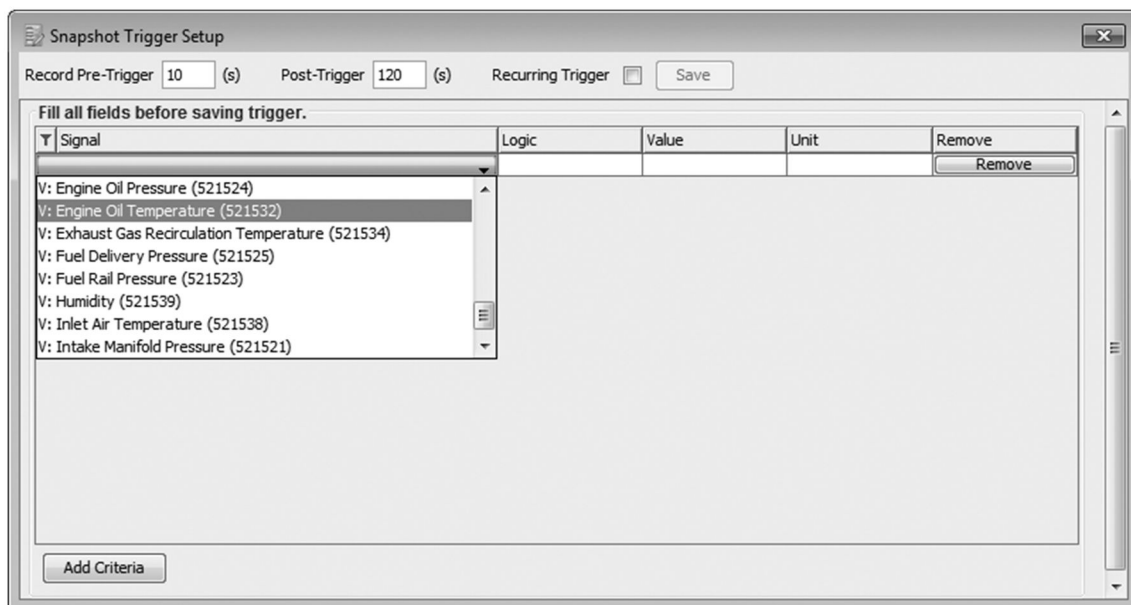 Snapshot Trigger Setup
Record Pre-Trigger 10 (s) Post-Trigger 120 (s) Recurring Trigger Save
Fill all fields before saving trigger.
Signal Logic Value Unit Remove
Remove
V: Engine Oil Pressure (521524)
V: Engine Oil Temperature (521532)
V: Exhaust Gas Recirculation Temperature (521534)
V: Fuel Delivery Pressure (521525)
V: Fuel Rail Pressure (521523)
V: Humidity (521539)
V: Inlet Air Temperature (521538)
V: Intake Manifold Pressure (521521)
Add Criteria